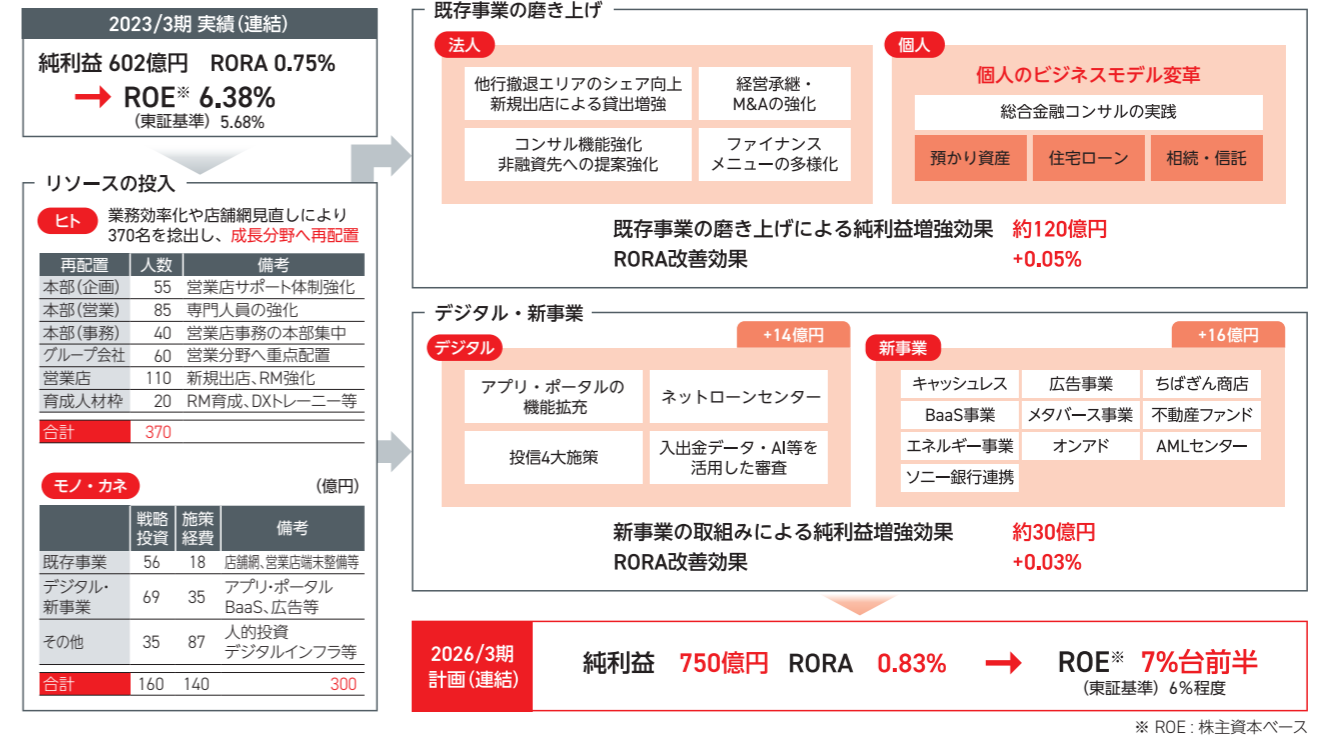 2023/3期 実績(連結)
純利益 602億円 RORA 0.75%
→ ROE※ 6.38%
(東証基準) 5.68%
リソースの投入
ヒト
業務効率化や店舗網見直しにより
370名を捻出し、成長分野へ再配置
再配置 人数 備考
本部(企画) 55 営業店サポート体制強化
本部(営業) 85 専門人員の強化
本部(事務) 40 営業店事務の本部集中
グループ会社 60 営業分野へ重点配置
営業店 110 新規出店、RM強化
育成人材枠 20 RM育成、DXトレーニー等
合計 370
モノ・カネ (億円)
戦略 施策
投資 経費
備考
既存事業 56 18 店舗網、営業店端末整備等
デジタル・
新事業
69 35
アプリ・ポータル
BaaS、広告等
その他 35 87
人的投資
デジタルインフラ等
合計 160 140 300
既存事業の磨き上げ
法人
他行撤退エリアのシェア向上
新規出店による貸出増強
経営承継・
M&Aの強化
コンサル機能強化
非融資先への提案強化
ファイナンス
メニューの多様化
個人
個人のビジネスモデル変革
総合金融コンサルの実践
預かり資産 住宅ローン 相続・信託
既存事業の磨き上げによる純利益増強効果 約120億円
RORA改善効果 +0.05%
デジタル・新事業
デジタル
+14億円
アプリ・ポータルの
機能拡充
ネットローンセンター
投信4大施策
入出金データ・AI等を
活用した審査
新事業
+16億円
キャッシュレス 広告事業 ちばぎん商店
BaaS事業 メタバース事業 不動産ファンド
エネルギー事業 オンアド AMLセンター
ソニー銀行連携
新事業の取組みによる純利益増強効果 約30億円
RORA改善効果 +0.03%
2026/3期
計画(連結)
純利益 750億円 RORA 0.83% → ROE※ 7%台前半
(東証基準) 6%程度
※ ROE : 株主資本ベース